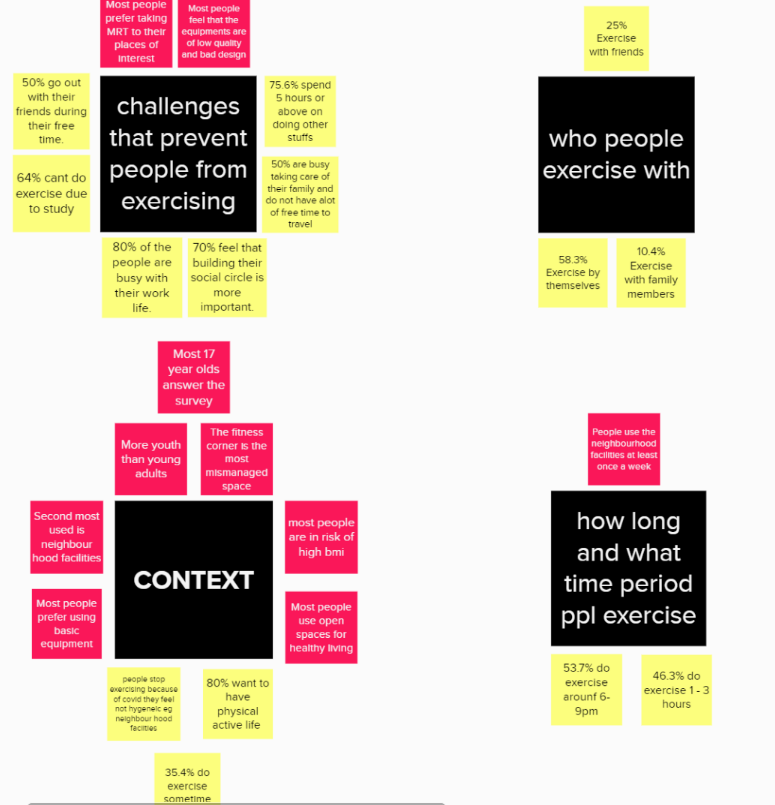 Most people
prefer taking
MRT to their
places of
interest
Most people
feel that the
equipments are
of low quality
and bad design
50% go out
with their
friends during
their free
time.
64% cant do
exercise due
to study
challenges
that prevent
people from
exercising
75.6% spend
5 hours or
above on
doing other
stuffs
50% are busy
taking care of
their family and
do not have alot
of free time to
travel
80% of the
people are
busy with
their work
life.
70% feel that
building their
social circle is
more
important.
25%
Exercise
with friends
who people
exercise with
58.3%
Exercise by
themselves
10.4%
Exercise
with family
members
Most 17
year olds
answer the
survey
More youth
than young
adults
The fitness
corner is the
most
mismanaged
space
Second most
used is
neighbour
hood facilities
Most people
prefer using
basic
equipment
CONTEXT
most people
are in risk of
high bmi
Most people
use open
spaces for
healthy living
people stop
exercising because
of covid they feel
not hygeneic eg
neighbour hood
facilties
80% want to
have
physical
active life
35.4% do
exercise
sometime
People use the
neighbourhood
facilities at least
once a week
how long
and what
time period
ppl exercise
53.7% do
exercise
arounf 6-
9pm
46.3% do
exercise 1 - 3
hours